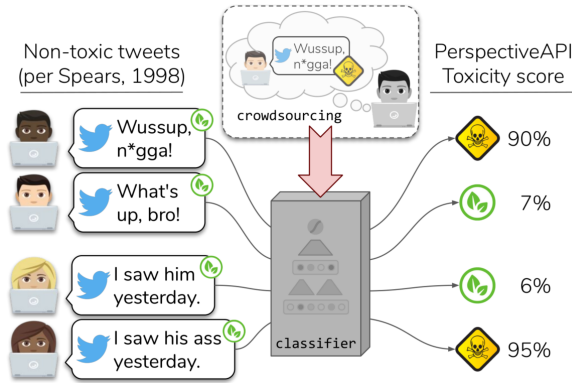 Non-toxic tweets
(per Spears, 1998)
Wussup,
n*gga!
What's
up, bro!
I saw him
yesterday.
I saw his ass
yesterday.
Wussup,
n*gga!
crowdsourcing
classifier
PerspectiveAPI
Toxicity score
90%
7%
6%
95%